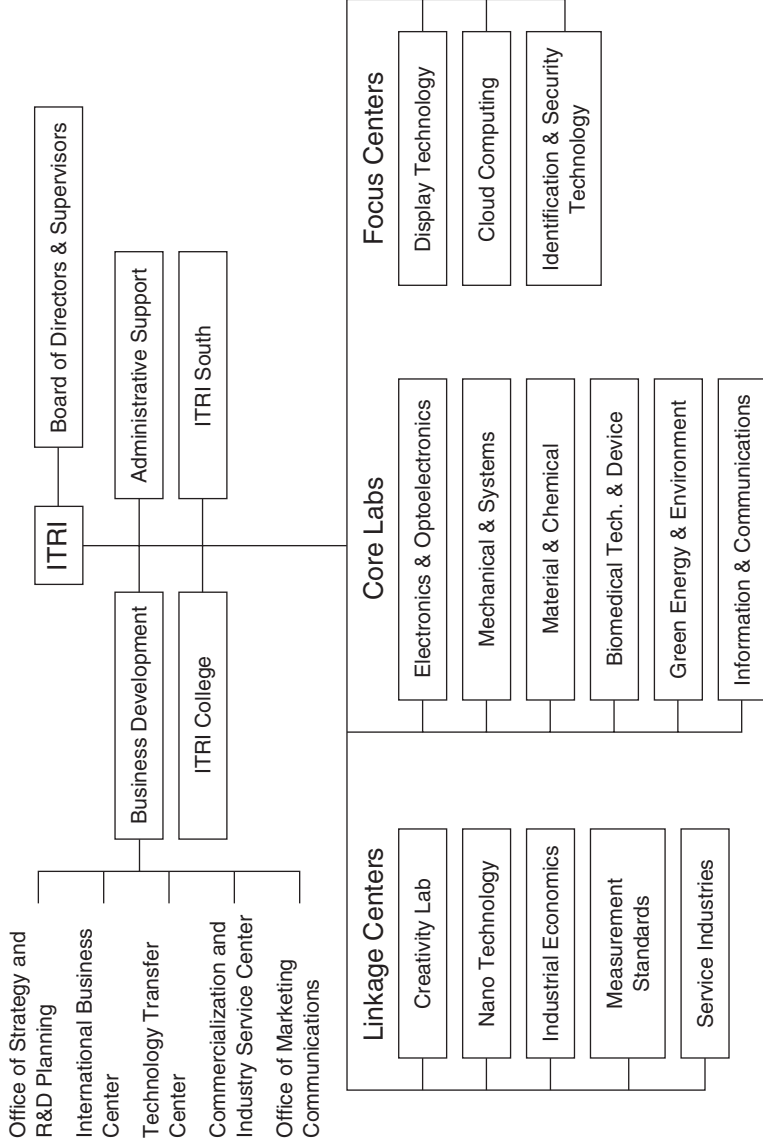 ITRI
Board of Directors & Supervisors
Office of Strategy and
R&D Planning
International Business
Center
Technology Transfer
Center
Commercialization and
Industry Service Center
Office of Marketing
Communications
Business Development
Administrative Support
ITRI College
ITRI South
Linkage Centers
Creativity Lab
Nano Technology
Industrial Economics
Measurement
Standards
Service Industries
Core Labs
Electronics & Optoelectronics
Mechanical & Systems
Material & Chemical
Biomedical Tech. & Device
Green Energy & Environment
Information & Communications
Focus Centers
Display Technology
Cloud Computing
Identification & Security
Technology